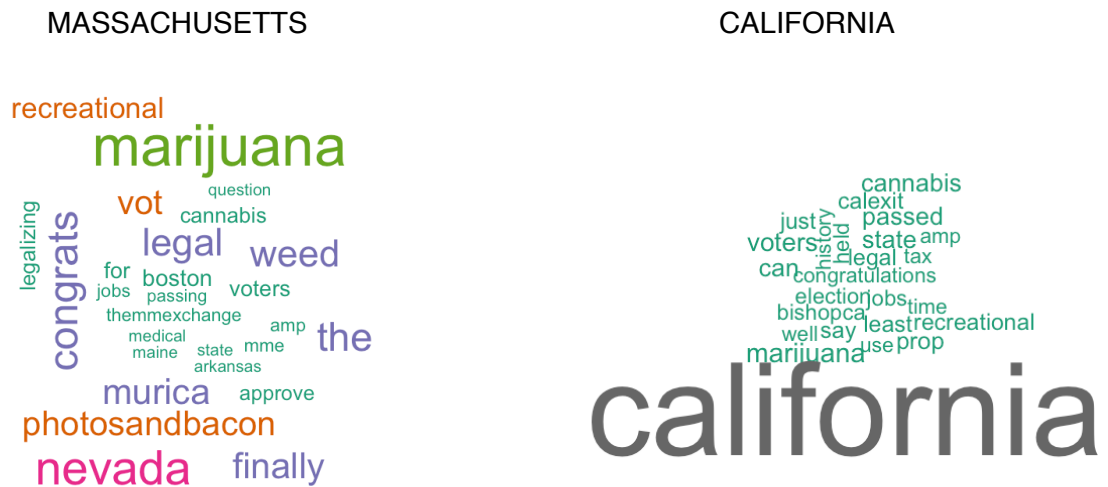 MASSACHUSETTS
recreational
marijuana
question
vot
cannabis
legalizing
congrats
legal
weed
for
boston
jobs
passing
voters
themmexchange
medical
amp
the
maine
state
mme
arkansas
murica
approve
photosandbacon
nevada
finally
CALIFORNIA
cannabis
calexit
just
history
held
passed
voters
state
amp
can
legal
tax
congratulations
election
jobs
time
bishopca
well
say
least
recreational
marijuana
use
prop
california